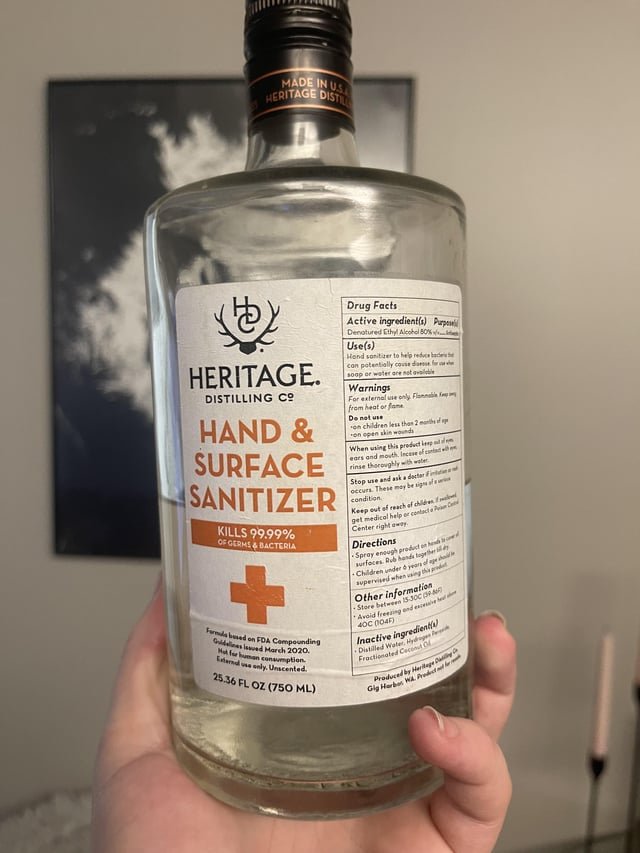 MADE IN U.S.A.
HERITAGE DISTILL
HDC
HERITAGE.
DISTILLING Cº
HAND &
SURFACE
SANITIZER
KILLS 99.99%
OF GERMS & BACTERIA
Formula based on FDA Compounding
Guidelines issued March 2020.
Not for human consumption.
External use only. Unscented.
25.36 FL OZ (750 ML)
Drug Facts
Active ingredient(s) Purpose(s)
Denatured Ethyl Alcohol 80% v/v Antiseptic
Use(s)
Hand sanitizer to help reduce bacteria that
can potentially cause disease. for use when
soap or water are not available
Warnings
For external use only. Flammable. Keep away
from heat or flame.
Do not use
•on children less than 2 months of age
•on open skin wounds
When using this product keep out of eyes,
ears and mouth. Incase of contact with eyes,
rinse thoroughly with water.
Stop use and ask a doctor if irritation or rash
occurs. These may be signs of a serious
condition.
Keep out of reach of children. If swallowed,
get medical help or contact a Poison Control
Center right away.
Directions
• Spray enough product on hands to cover all
surfaces. Rub hands together till dry.
• Children under 6 years of age should be
supervised when using this product.
Other information
• Store between 15-30C (59-86F)
• Avoid freezing and excessive heat above
40C (104F)
Inactive ingredient(s)
• Distilled Water, Hydrogen Peroxide,
Fractionated Coconut Oil
Produced by Heritage Distilling Co.
Gig Harbor, WA. Product not for resale.